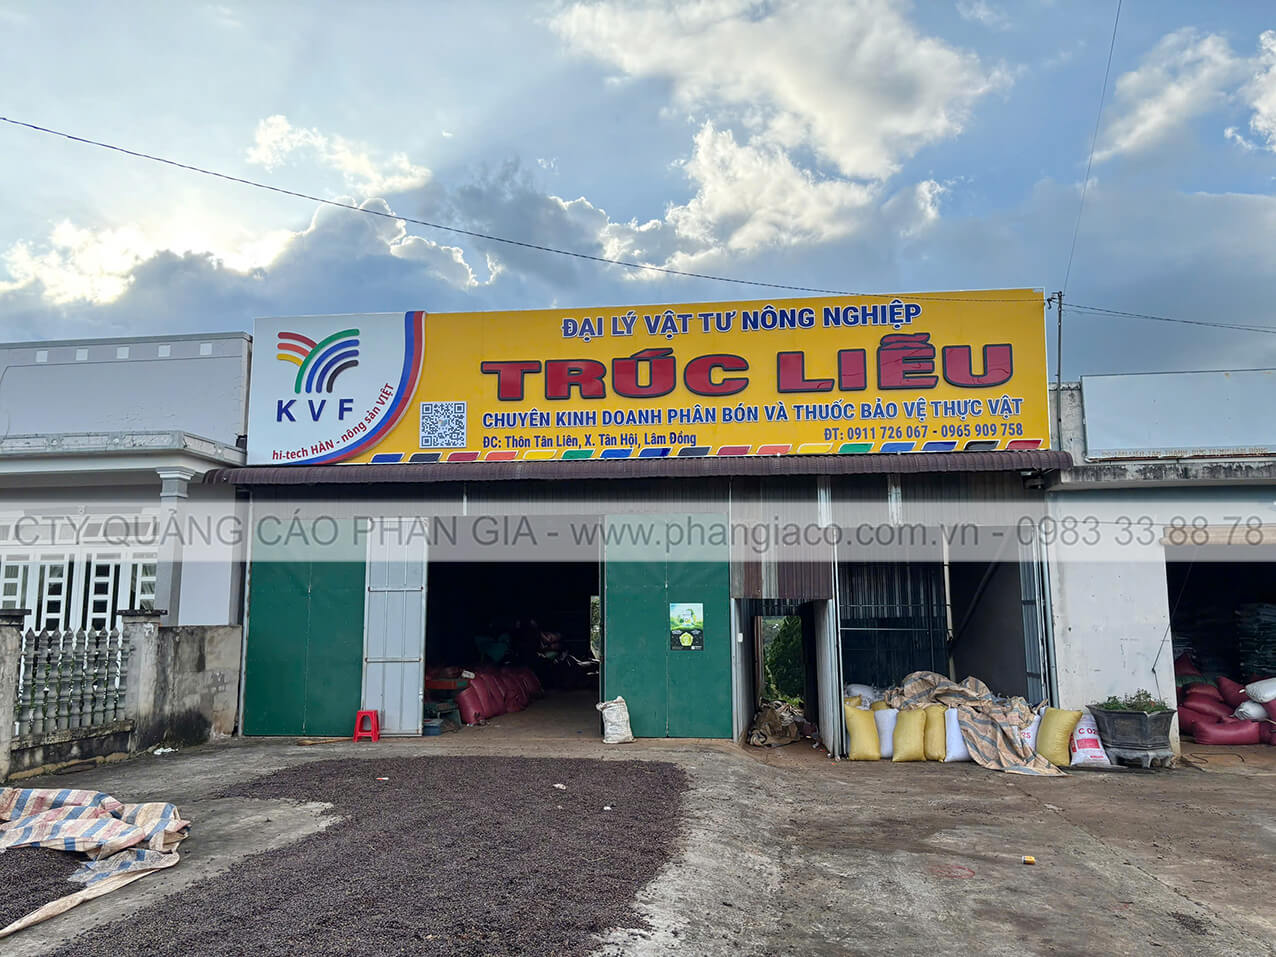 ĐẠI LÝ VẬT TƯ NÔNG NGHIỆP
TRÚC LIỄU
CHUYÊN KINH DOANH PHÂN BÓN VÀ THUỐC BẢO VỆ THỰC VẬT
ĐC: Thôn Tân Liên, X. Tân Hội, Lâm Đồng
ĐT: 0911 726 067 - 0965 909 758
KVF
hi-tech HÀN - nông sản VIỆT
CTY QUẢNG CÁO PHAN GIA - www.phangiaco.com.vn - 0983 33 88 78